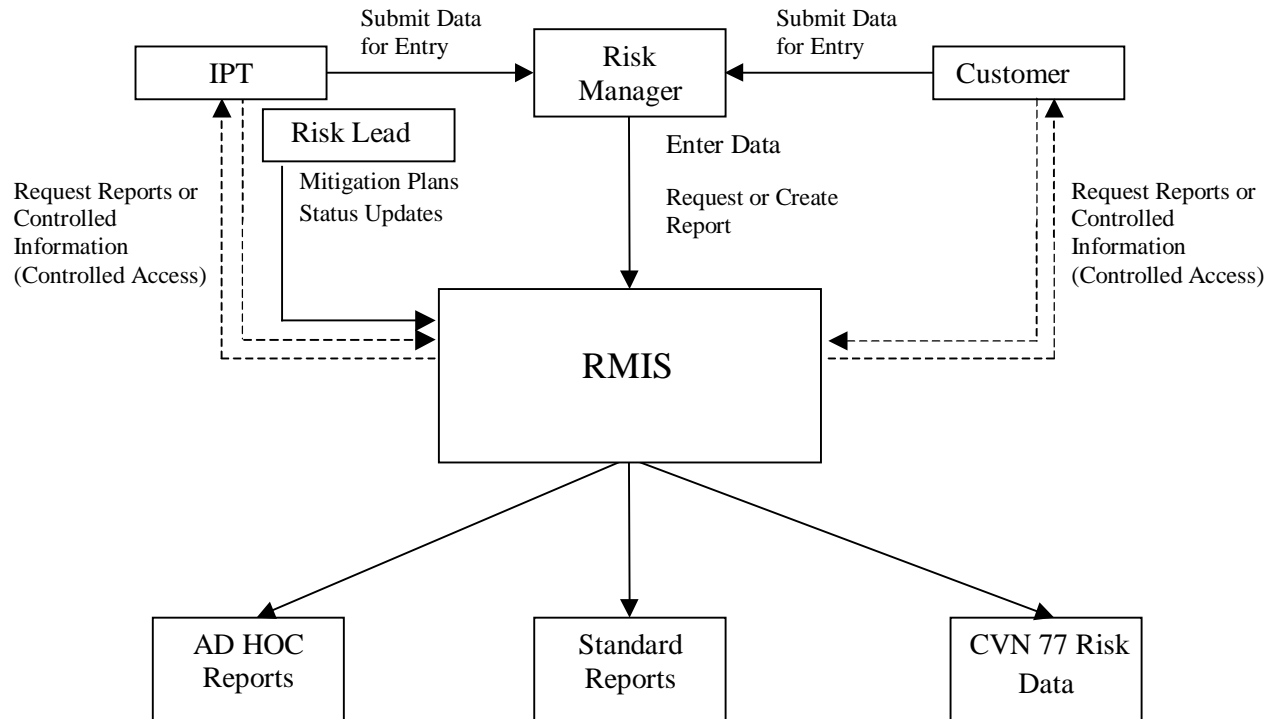 Submit Data
for Entry
Submit Data
for Entry
IPT
Risk
Manager
Customer
Risk Lead
Mitigation Plans
Status Updates
Enter Data
Request or Create
Report
Request Reports or
Controlled
Information
(Controlled Access)
Request Reports or
Controlled
Information
(Controlled Access)
RMIS
AD HOC
Reports
Standard
Reports
CVN 77 Risk
Data